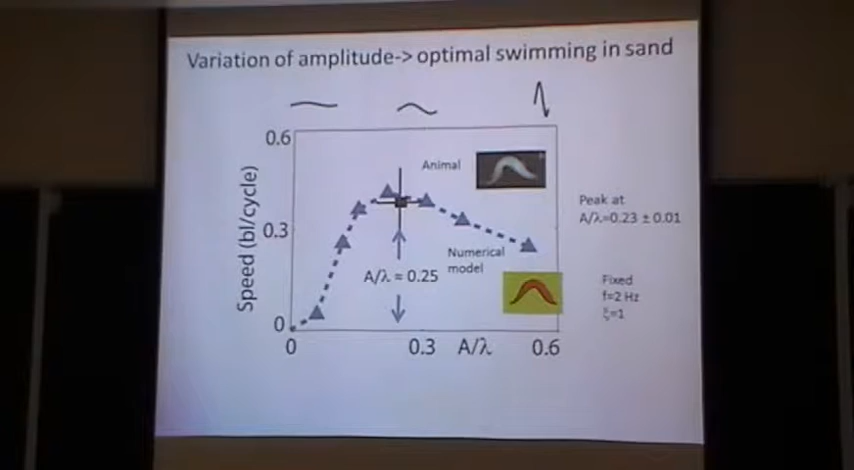 Variation of amplitude-> optimal swimming in sand
0.6
Animal
Speed (bl/cycle)
Peak at
A/λ=0.23 ± 0.01
0.3
Numerical
model
A/λ = 0.25
Fixed
f=2 Hz
ξ=1
0
0
0.3
A/λ
0.6